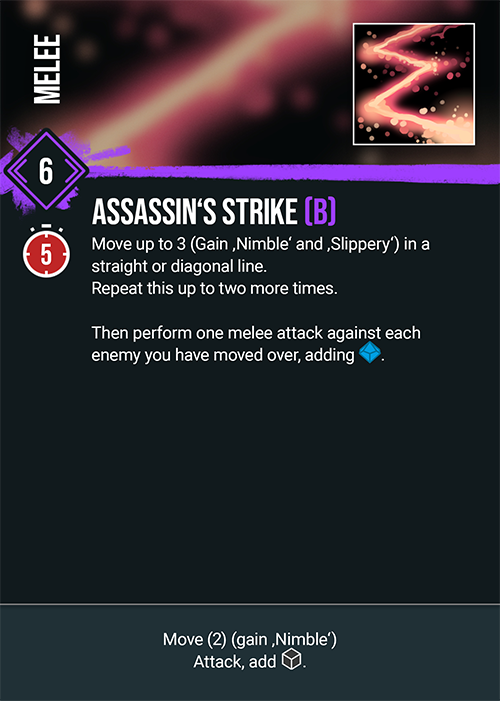 MELEE
6
ASSASSIN‘S STRIKE (B)
5
Move up to 3 (Gain ‚Nimble‘ and ‚Slippery‘) in a
straight or diagonal line.
Repeat this up to two more times.
Then perform one melee attack against each
enemy you have moved over, adding .
Move (2) (gain ‚Nimble‘)
Attack, add .